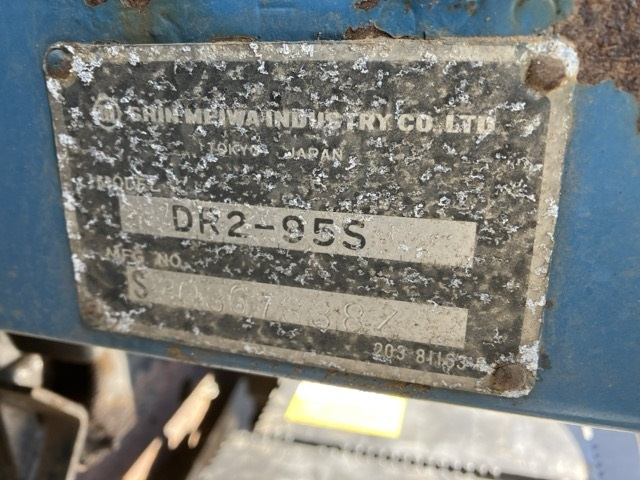 SHIN MEIWA INDUSTRY CO., LTD.
TOKYO JAPAN
MODEL
DR2-95S
MFG NO.
S